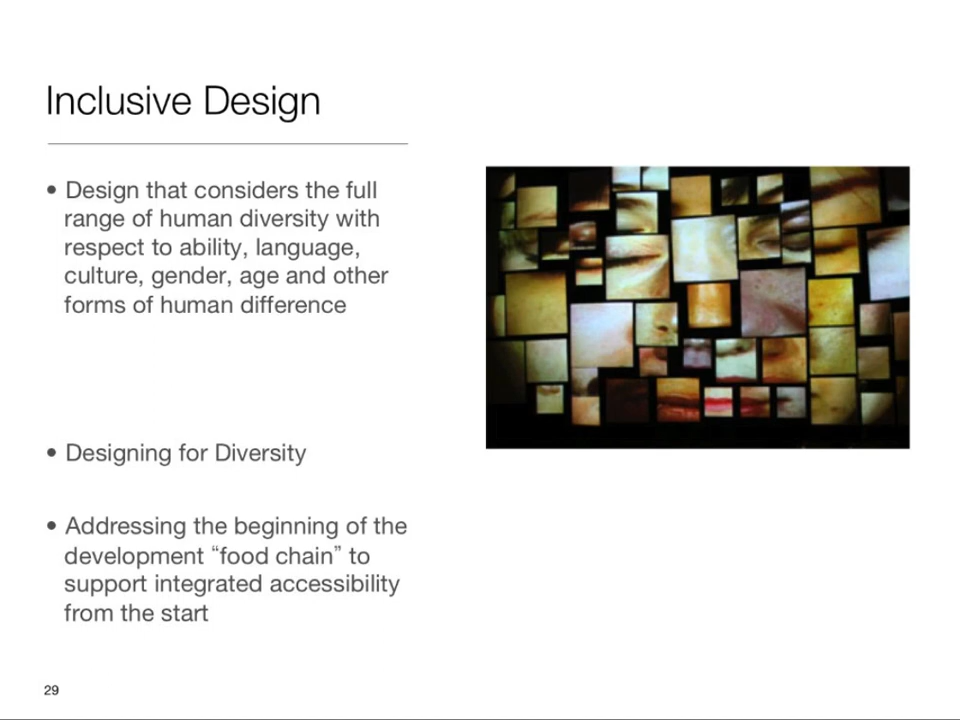 Inclusive Design
• Design that considers the full
range of human diversity with
respect to ability, language,
culture, gender, age and other
forms of human difference
• Designing for Diversity
• Addressing the beginning of the
development “food chain” to
support integrated accessibility
from the start
29